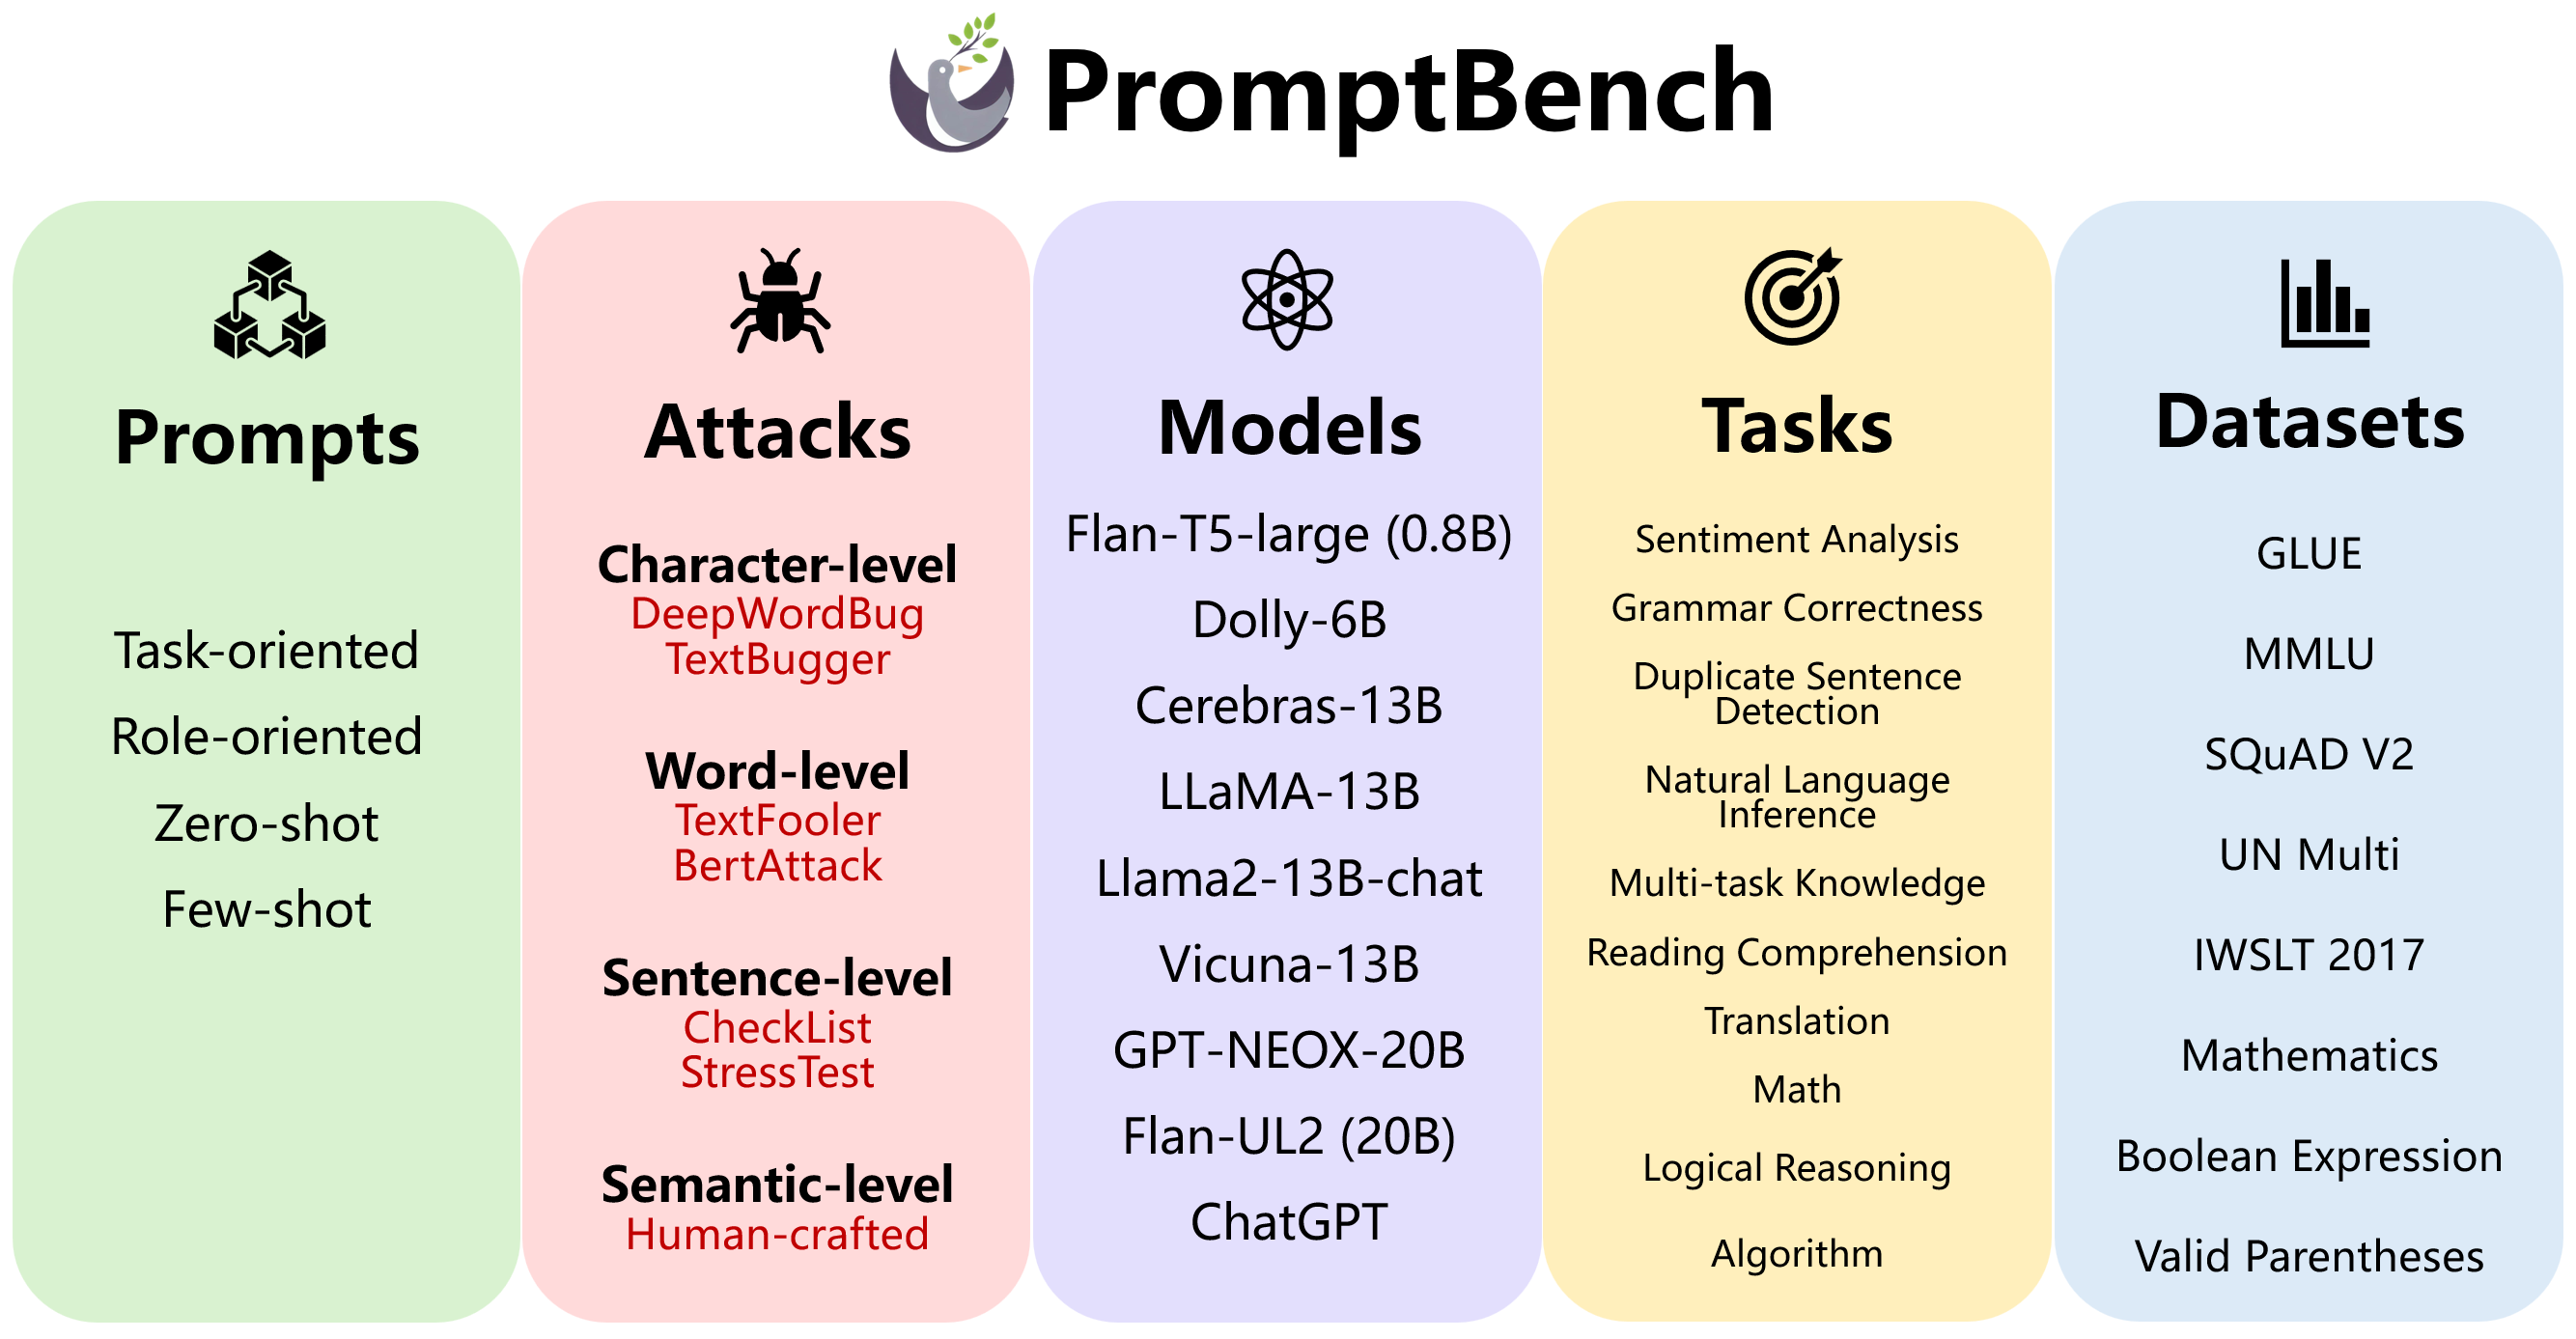 PromptBench
Prompts
Task-oriented
Role-oriented
Zero-shot
Few-shot
Attacks
Character-level
DeepWordBug
TextBugger
Word-level
TextFooler
BertAttack
Sentence-level
CheckList
StressTest
Semantic-level
Human-crafted
Models
Flan-T5-large (0.8B)
Dolly-6B
Cerebras-13B
LLaMA-13B
Llama2-13B-chat
Vicuna-13B
GPT-NEOX-20B
Flan-UL2 (20B)
ChatGPT
Tasks
Sentiment Analysis
Grammar Correctness
Duplicate Sentence
Detection
Natural Language
Inference
Multi-task Knowledge
Reading Comprehension
Translation
Math
Logical Reasoning
Algorithm
Datasets
GLUE
MMLU
SQuAD V2
UN Multi
IWSLT 2017
Mathematics
Boolean Expression
Valid Parentheses